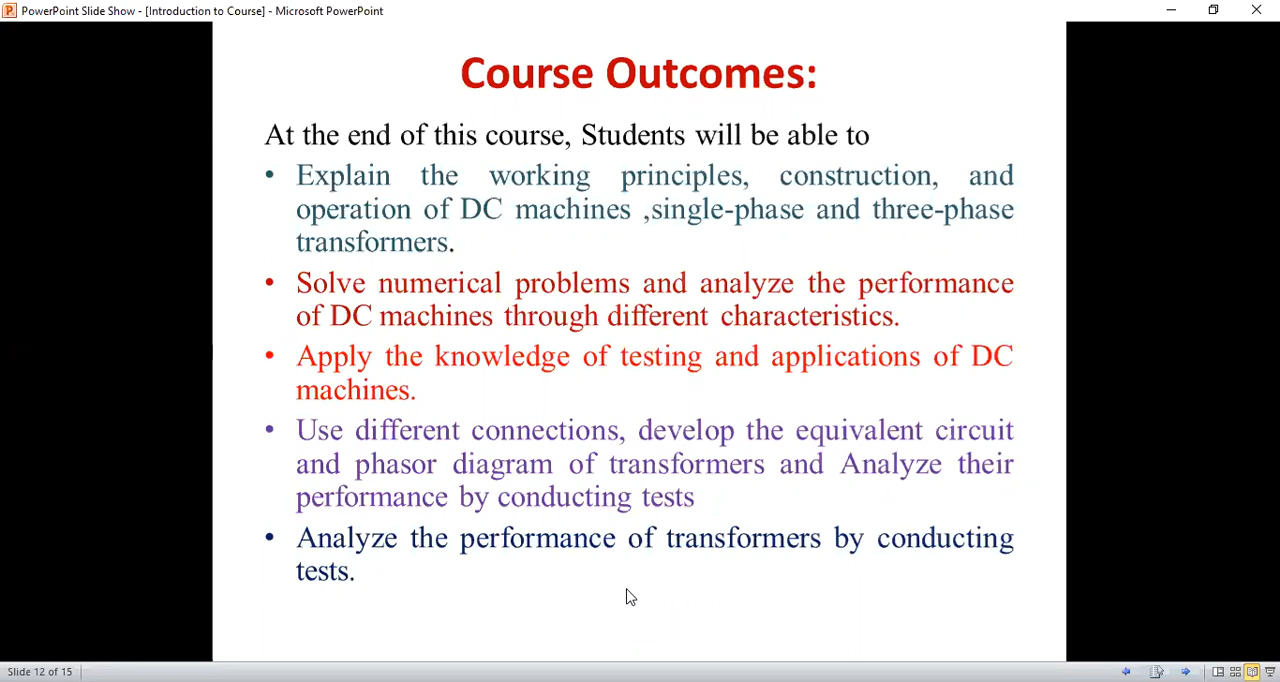 PowerPoint Slide Show - [Introduction to Course] - Microsoft PowerPoint
Course Outcomes:
At the end of this course, Students will be able to
• Explain the working principles, construction, and
operation of DC machines ,single-phase and three-phase
transformers.
• Solve numerical problems and analyze the performance
of DC machines through different characteristics.
• Apply the knowledge of testing and applications of DC
machines.
• Use different connections, develop the equivalent circuit
and phasor diagram of transformers and Analyze their
performance by conducting tests
• Analyze the performance of transformers by conducting
tests.
Slide 12 of 15